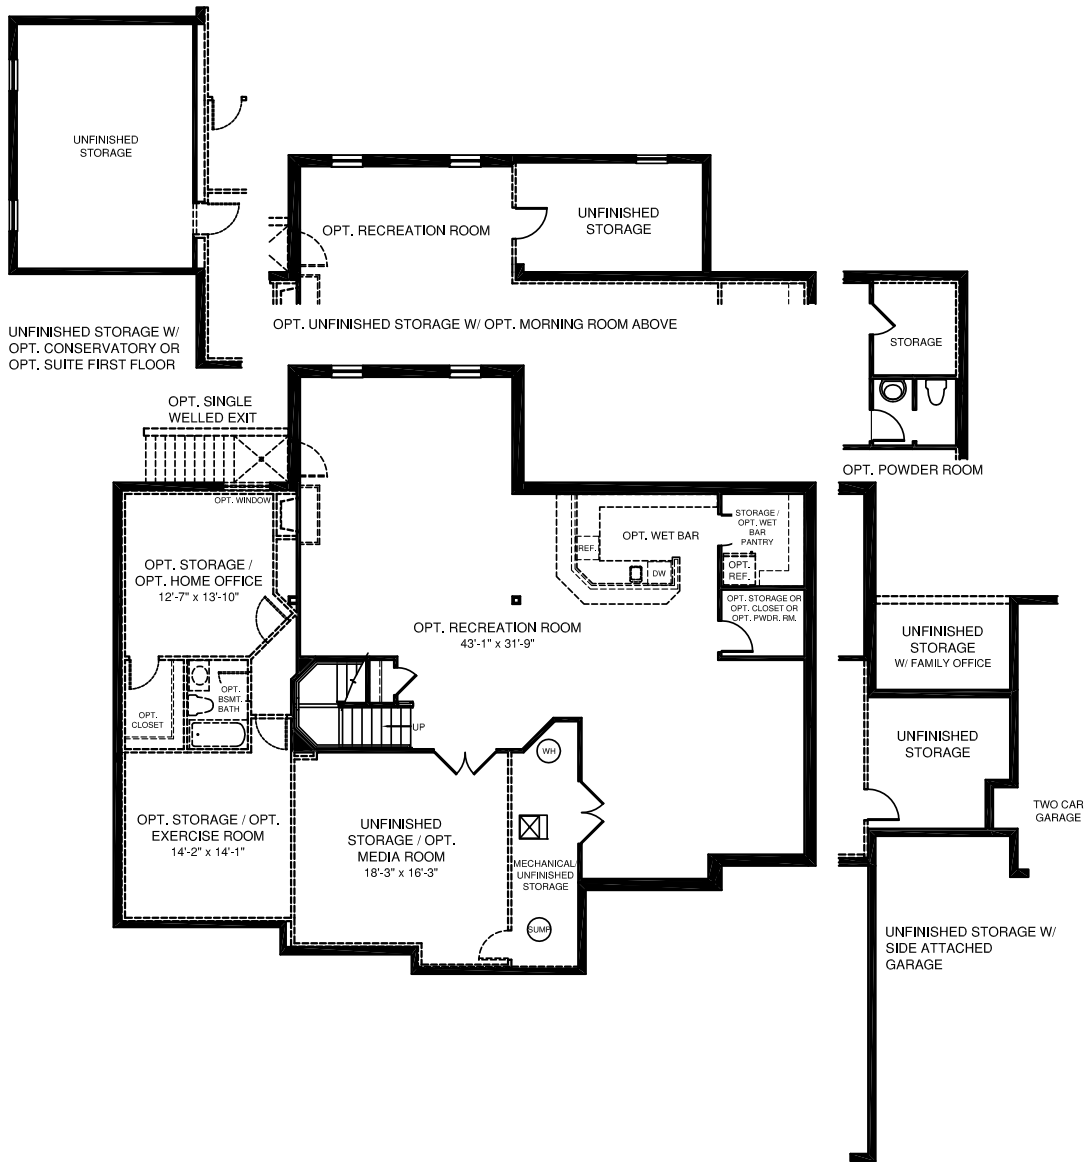 UNFINISHED
STORAGE
UNFINISHED STORAGE W/
OPT. CONSERVATORY OR
OPT. SUITE FIRST FLOOR
OPT. RECREATION ROOM
UNFINISHED
STORAGE
OPT. UNFINISHED STORAGE W/ OPT. MORNING ROOM ABOVE
STORAGE
OPT. POWDER ROOM
OPT. SINGLE
WELLED EXIT
OPT. WINDOW
OPT. STORAGE /
OPT. HOME OFFICE
12'-7" x 13'-10"
OPT. WET BAR
REF.
DW
STORAGE /
OPT. WET
BAR
PANTRY
OPT.
REF.
OPT. STORAGE OR
OPT. CLOSET OR
OPT. PWDR. RM.
OPT. RECREATION ROOM
43'-1" x 31'-9"
OPT.
CLOSET
OPT.
BSMT.
BATH
UP
OPT. STORAGE / OPT.
EXERCISE ROOM
14'-2" x 14'-1"
UNFINISHED
STORAGE / OPT.
MEDIA ROOM
18'-3" x 16'-3"
WH
MECHANICAL/
UNFINISHED
STORAGE
SUMP
UNFINISHED
STORAGE
W/ FAMILY OFFICE
UNFINISHED
STORAGE
TWO CAR
GARAGE
UNFINISHED STORAGE W/
SIDE ATTACHED
GARAGE